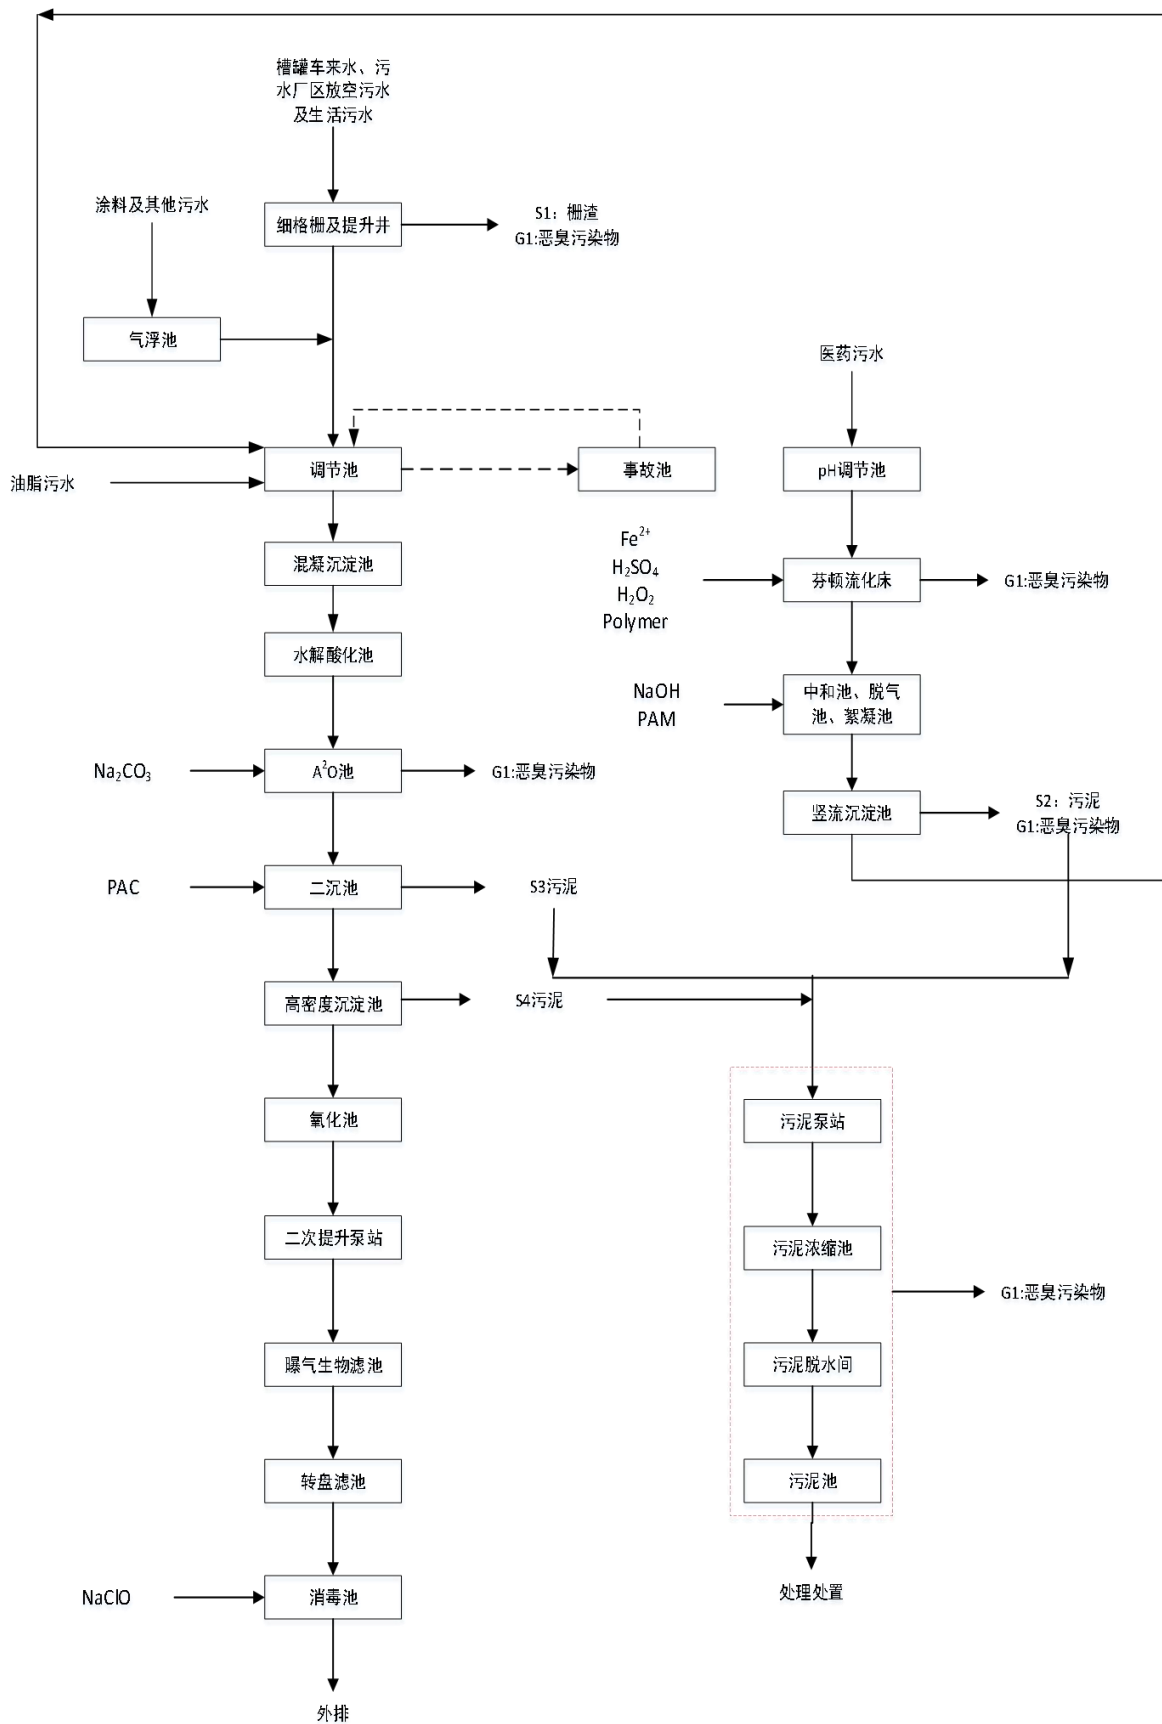 槽罐车来水、污
水厂区放空污水
及生活污水
涂料及其他污水
细格栅及提升井
S1：栅渣
G1:恶臭污染物
气浮池
医药污水
调节池
事故池
pH调节池
油脂污水
混凝沉淀池
Fe2+
H2SO4
H2O2
Polymer
芬顿流化床
G1:恶臭污染物
水解酸化池
NaOH
PAM
中和池、脱气
池、絮凝池
Na2CO3
A2O池
G1:恶臭污染物
竖流沉淀池
S2：污泥
G1:恶臭污染物
PAC
二沉池
S3污泥
高密度沉淀池
S4污泥
氧化池
污泥泵站
二次提升泵站
污泥浓缩池
G1:恶臭污染物
曝气生物滤池
污泥脱水间
转盘滤池
污泥池
NaClO
消毒池
处理处置
外排